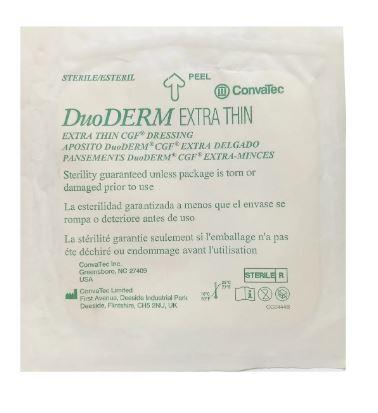 STERILE/ESTERIL
PEEL
ConvaTec
DuoDERM EXTRA THIN
EXTRA THIN CGF® DRESSING
APOSITO DuoDERM® CGF® EXTRA DELGADO
PANSEMENTS DuoDERM® CGF® EXTRA-MINCES
Sterility guaranteed unless package is torn or
damaged prior to use
La esterilidad garantizada a menos que el envase se
rompa o deteriore antes de uso
La stérilité garantie seulement si l'emballage n'a pas
éte déchiré ou endommage avant l'utilisation
ConvaTec Inc.
Greensboro, NC 27409
USA
STERILE R
ConvaTec Limited
First Avenue, Deeside Industrial Park
Deeside, Flintshire, CH5 2NU, UK